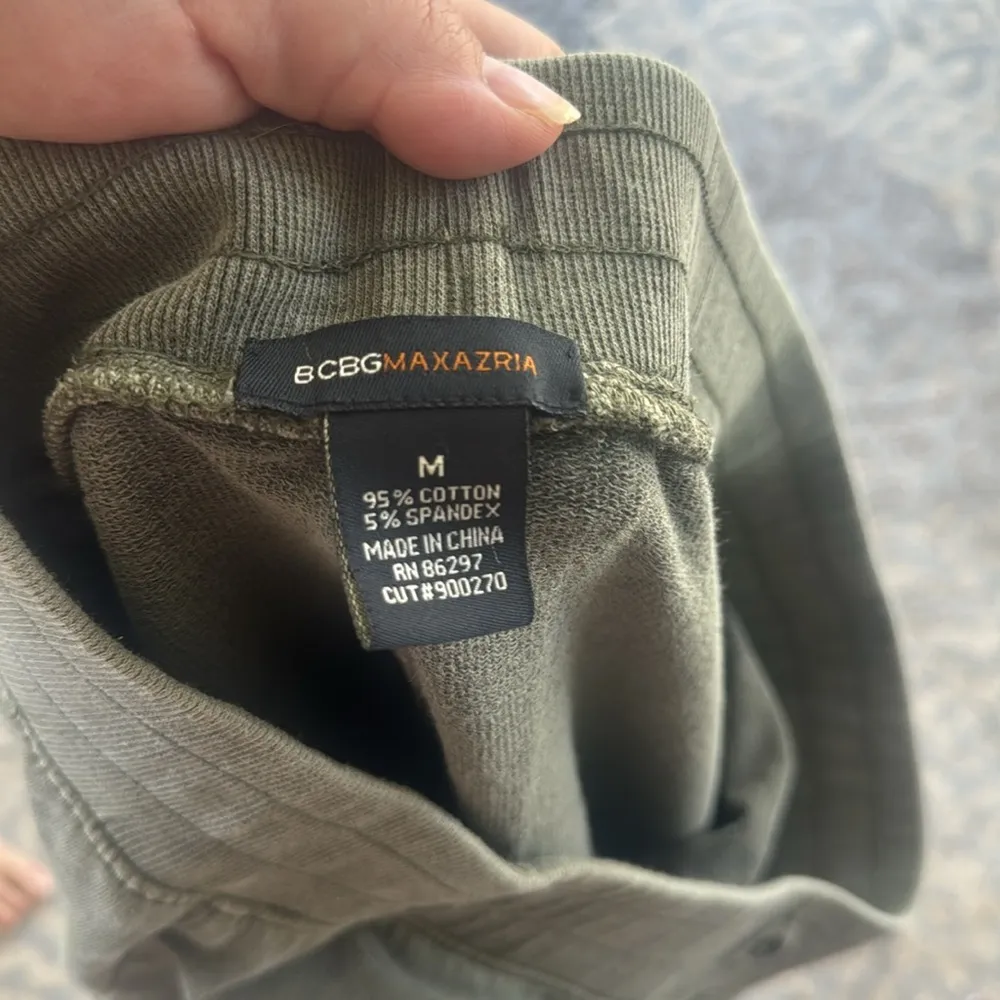 BCBGMAXAZRIA
M
95% COTTON
5% SPANDEX
MADE IN CHINA
RN 86297
CUT#900270